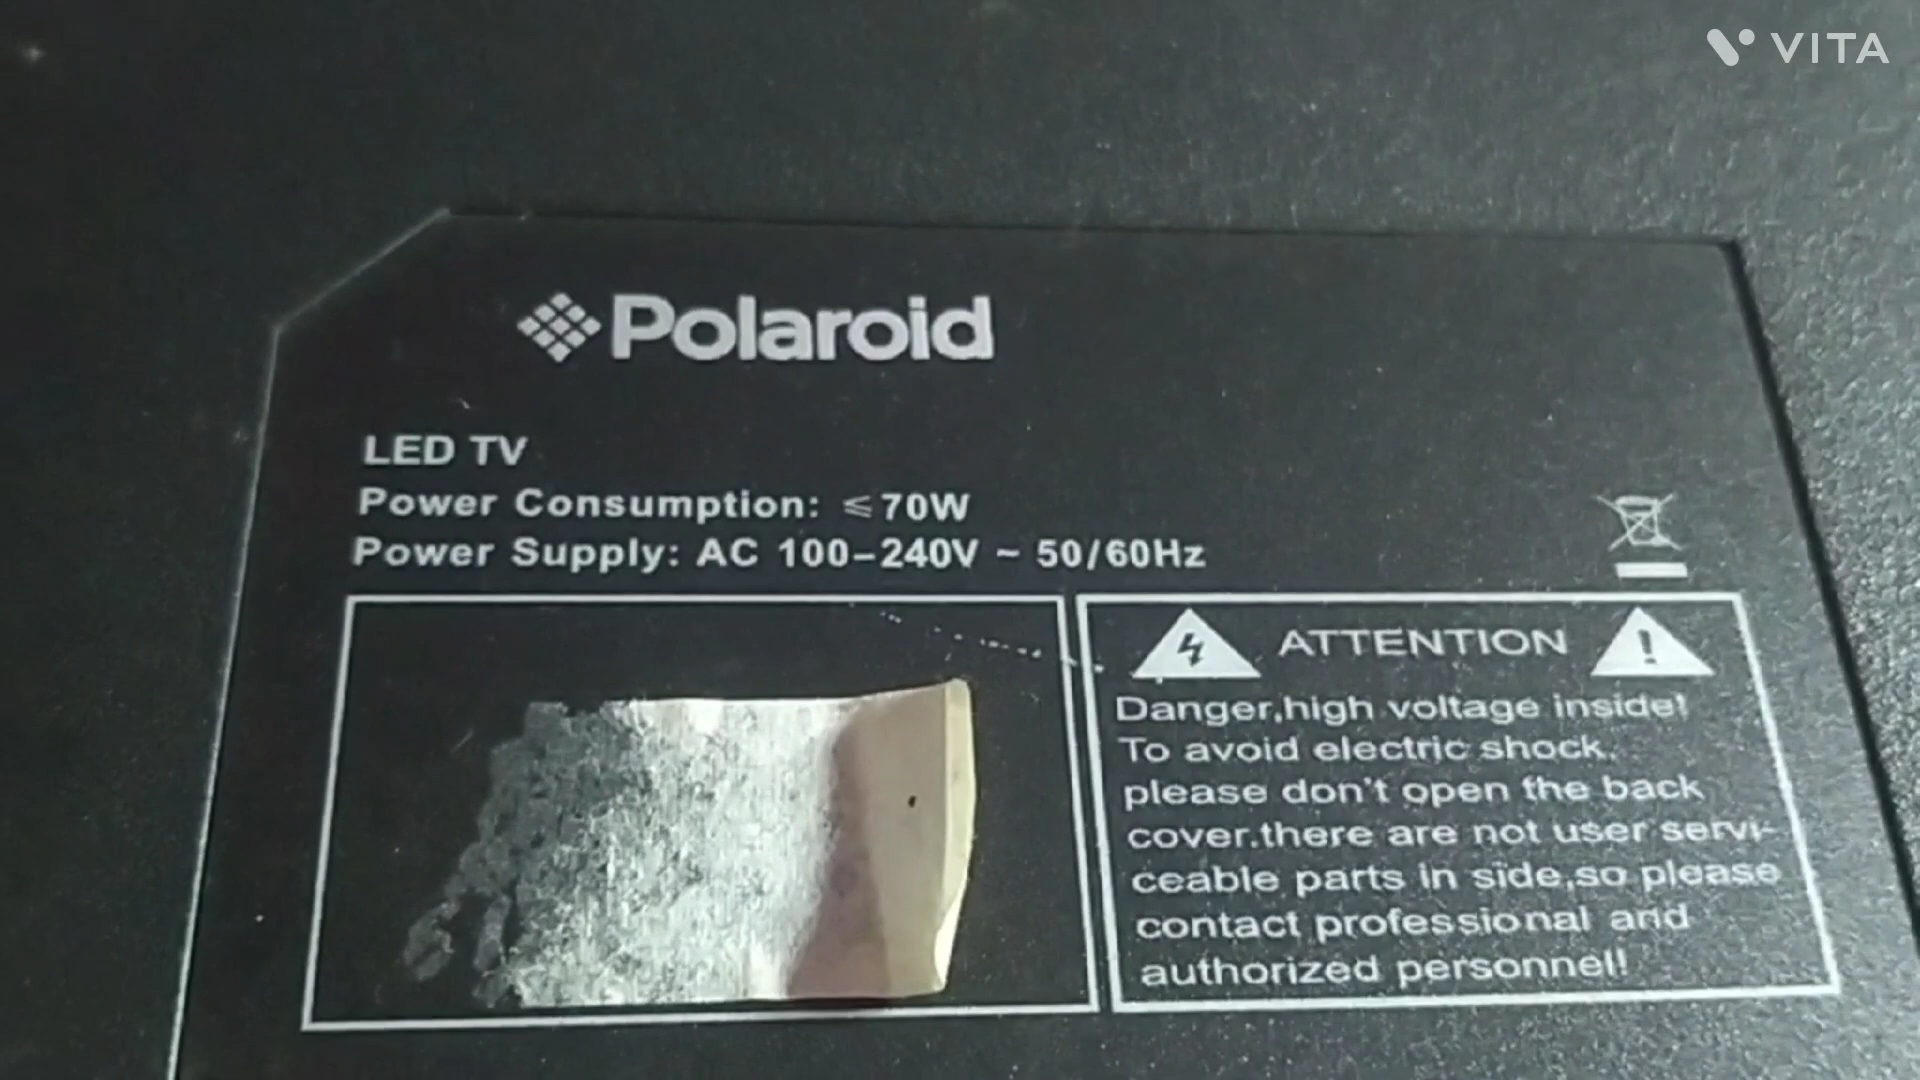 VITA
Polaroid
LED TV
Power Consumption: ≤70W
Power Supply: AC 100-240V ~ 50/60Hz
ATTENTION
Danger,high voltage inside!
To avoid electric shock.
please don't open the back
cover.there are not user servi-
ceable parts in side,so please
contact professional and
authorized personnel!